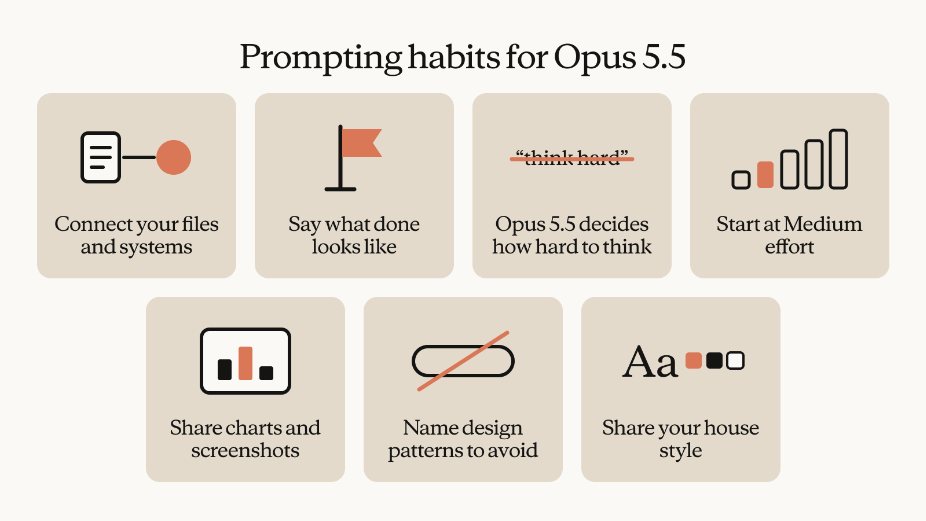 Prompting habits for Opus 5.5
Connect your files
and systems
Say what done
looks like
“think hard”
Opus 5.5 decides
how hard to think
Start at Medium
effort
Share charts and
screenshots
Name design
patterns to avoid
Aa
Share your house
style